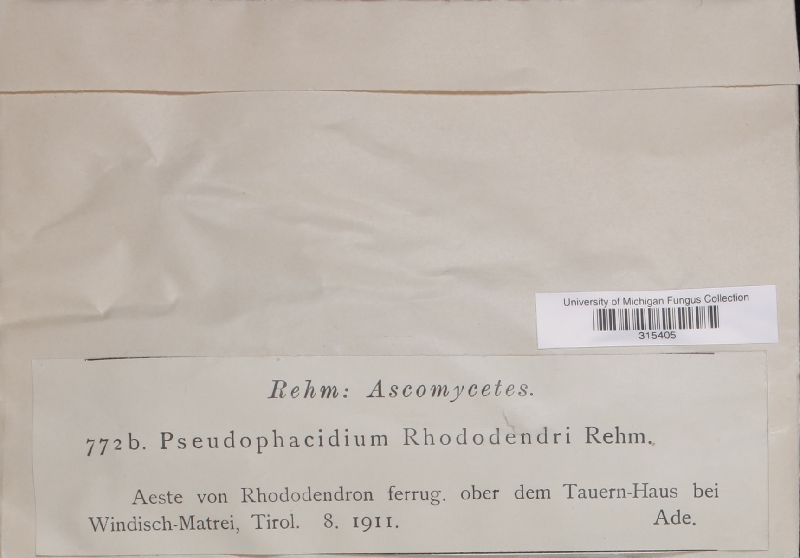 University of Michigan Fungus Collection
315405
Rehm: Ascomycetes.
772b. Pseudophacidium Rhododendri Rehm.
Aeste von Rhododendron ferrug. ober dem Tauern-Haus bei
Windisch-Matrei, Tirol. 8. 1911. Ade.